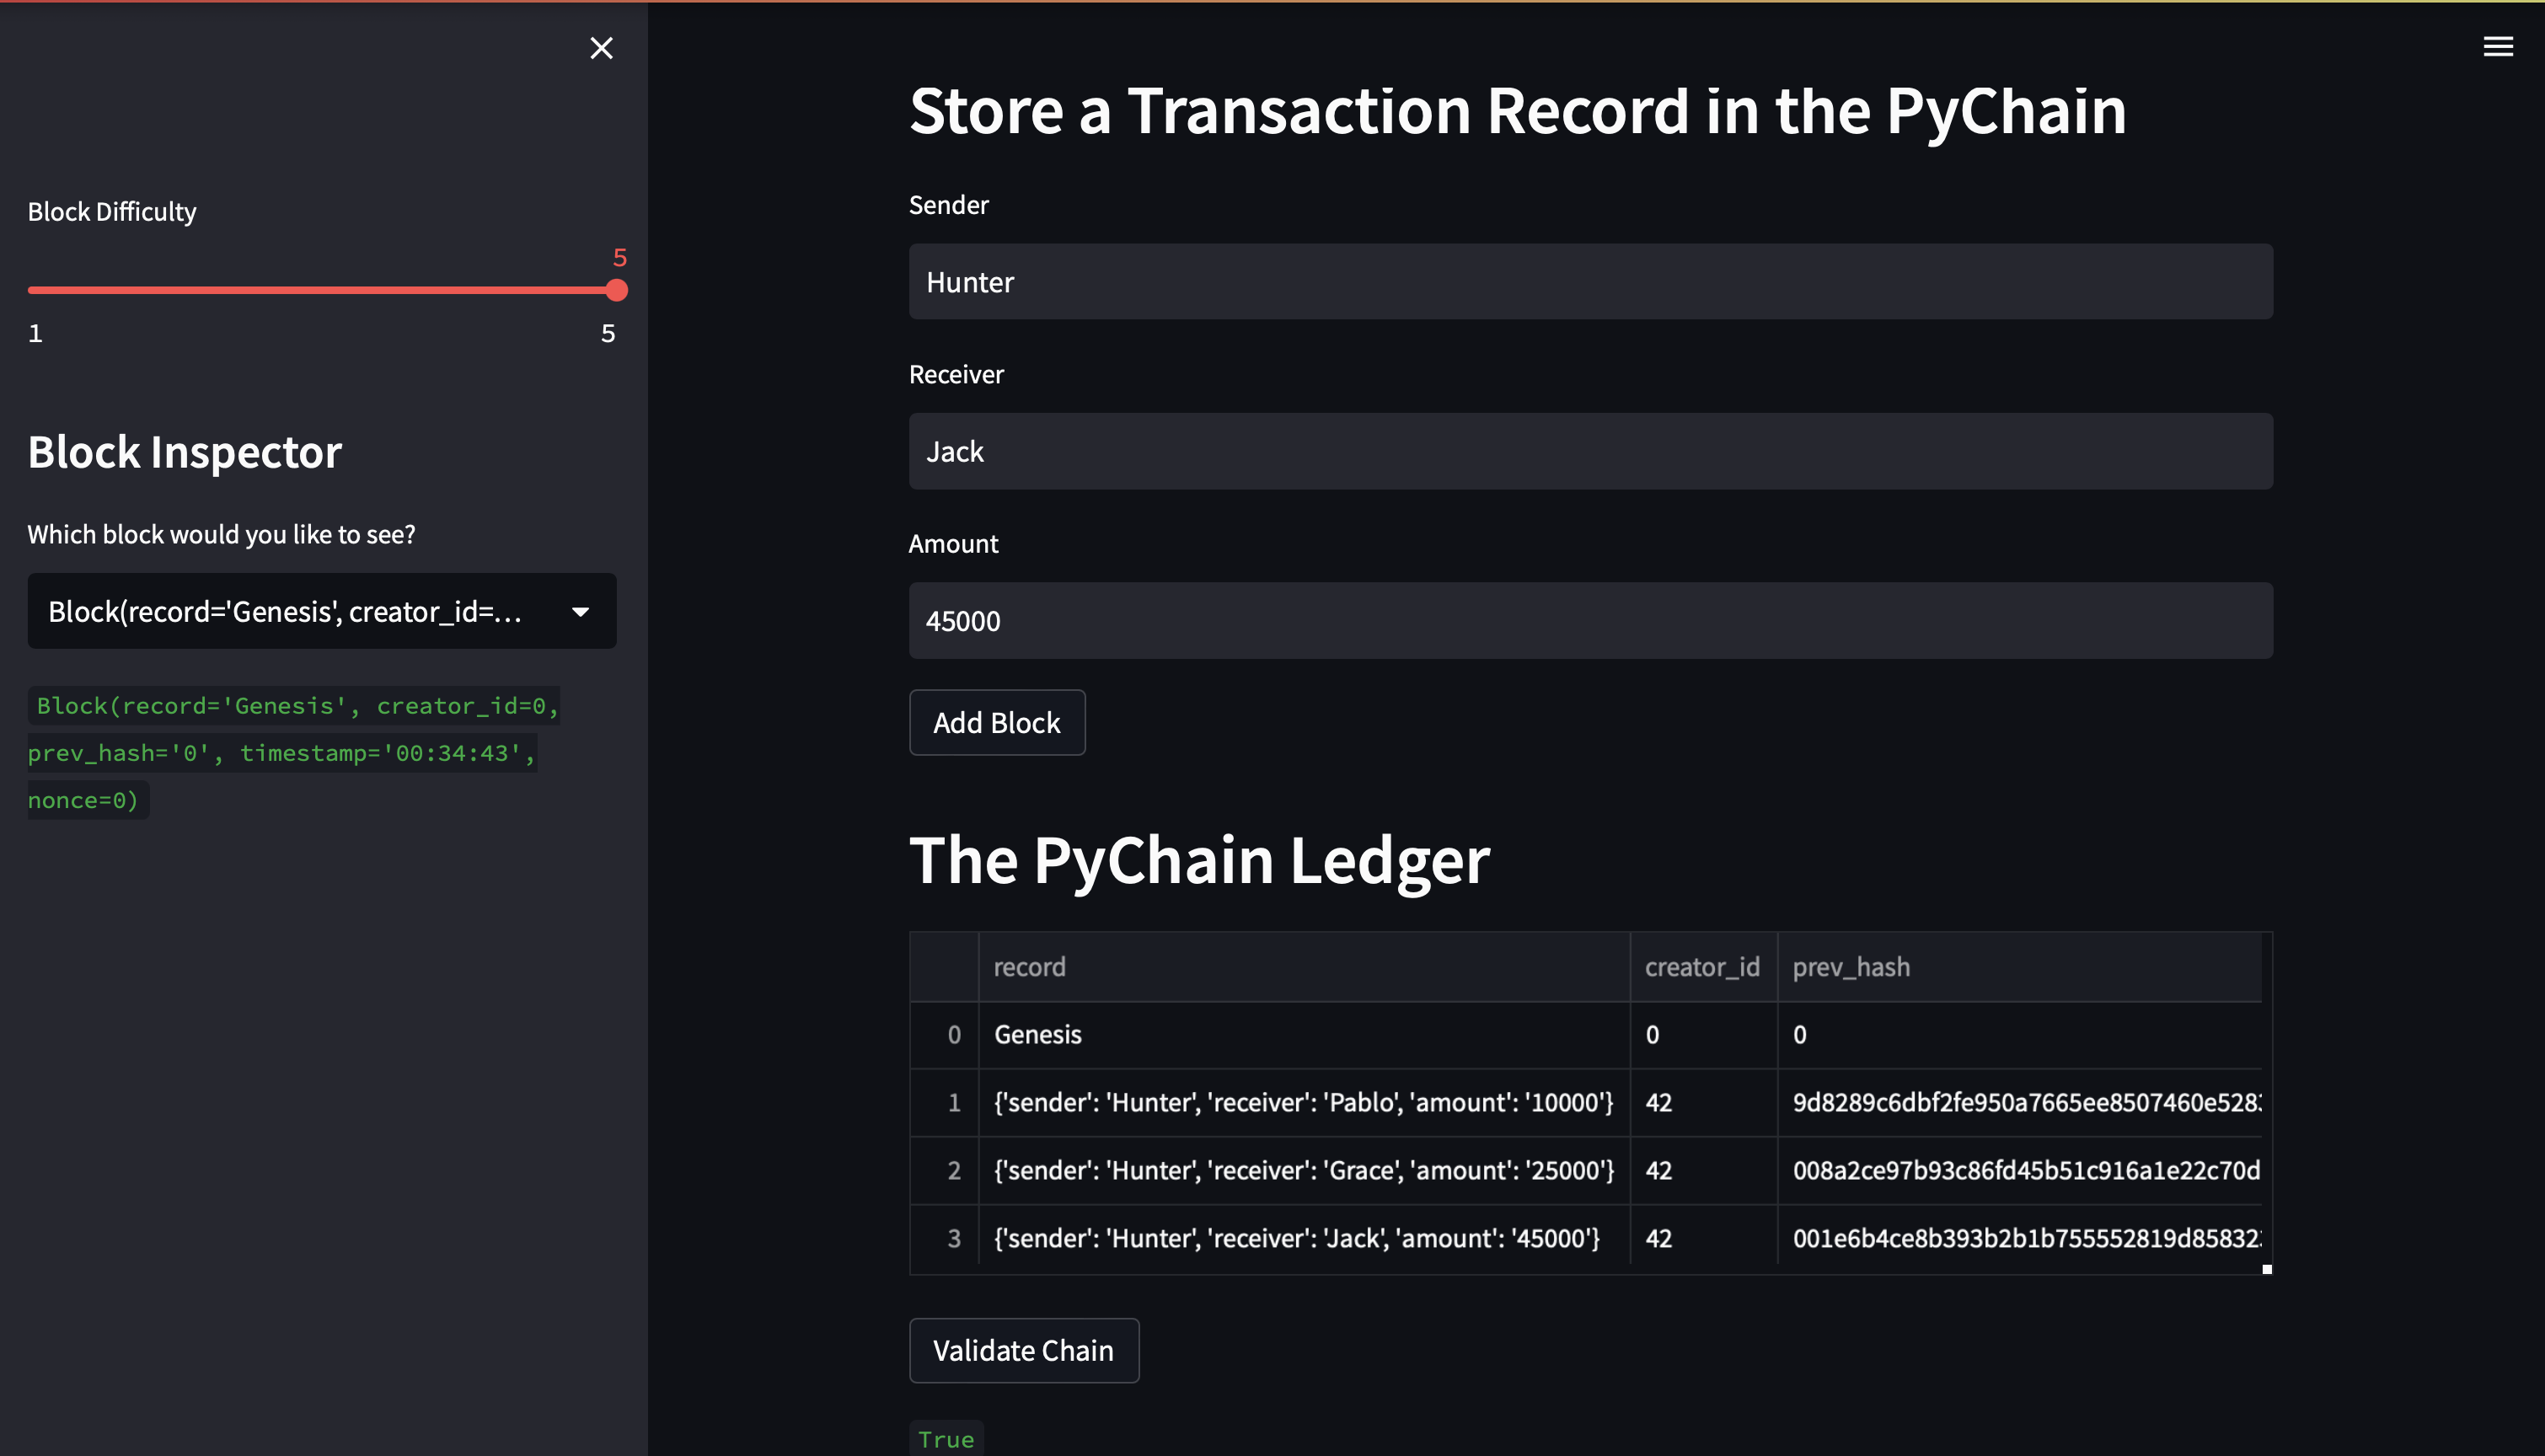 Block Difficulty
5
1
5
Block Inspector
Which block would you like to see?
Block(record='Genesis', creator_id=…
Block(record='Genesis', creator_id=0,
prev_hash='0', timestamp='00:34:43',
nonce=0)
Store a Transaction Record in the PyChain
Sender
Hunter
Receiver
Jack
Amount
45000
Add Block
The PyChain Ledger
record creator_id prev_hash
0 Genesis 0 0
1 {'sender': 'Hunter', 'receiver': 'Pablo', 'amount': '10000'} 42 9d8289c6dbf2fe950a7665ee8507460e528
2 {'sender': 'Hunter', 'receiver': 'Grace', 'amount': '25000'} 42 008a2ce97b93c86fd45b51c916a1e22c70d
3 {'sender': 'Hunter', 'receiver': 'Jack', 'amount': '45000'} 42 001e6b4ce8b393b2b1b755552819d85832
Validate Chain
True